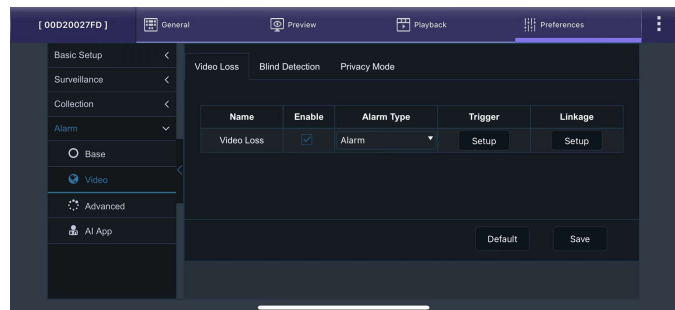 [ 00D20027FD ] General Preview Playback Preferences
Basic Setup
Surveillance
Collection
Alarm
Base
Video
Advanced
AI App
Video Loss Blind Detection Privacy Mode
Name Enable Alarm Type Trigger Linkage
Video Loss Alarm Setup Setup
Default Save